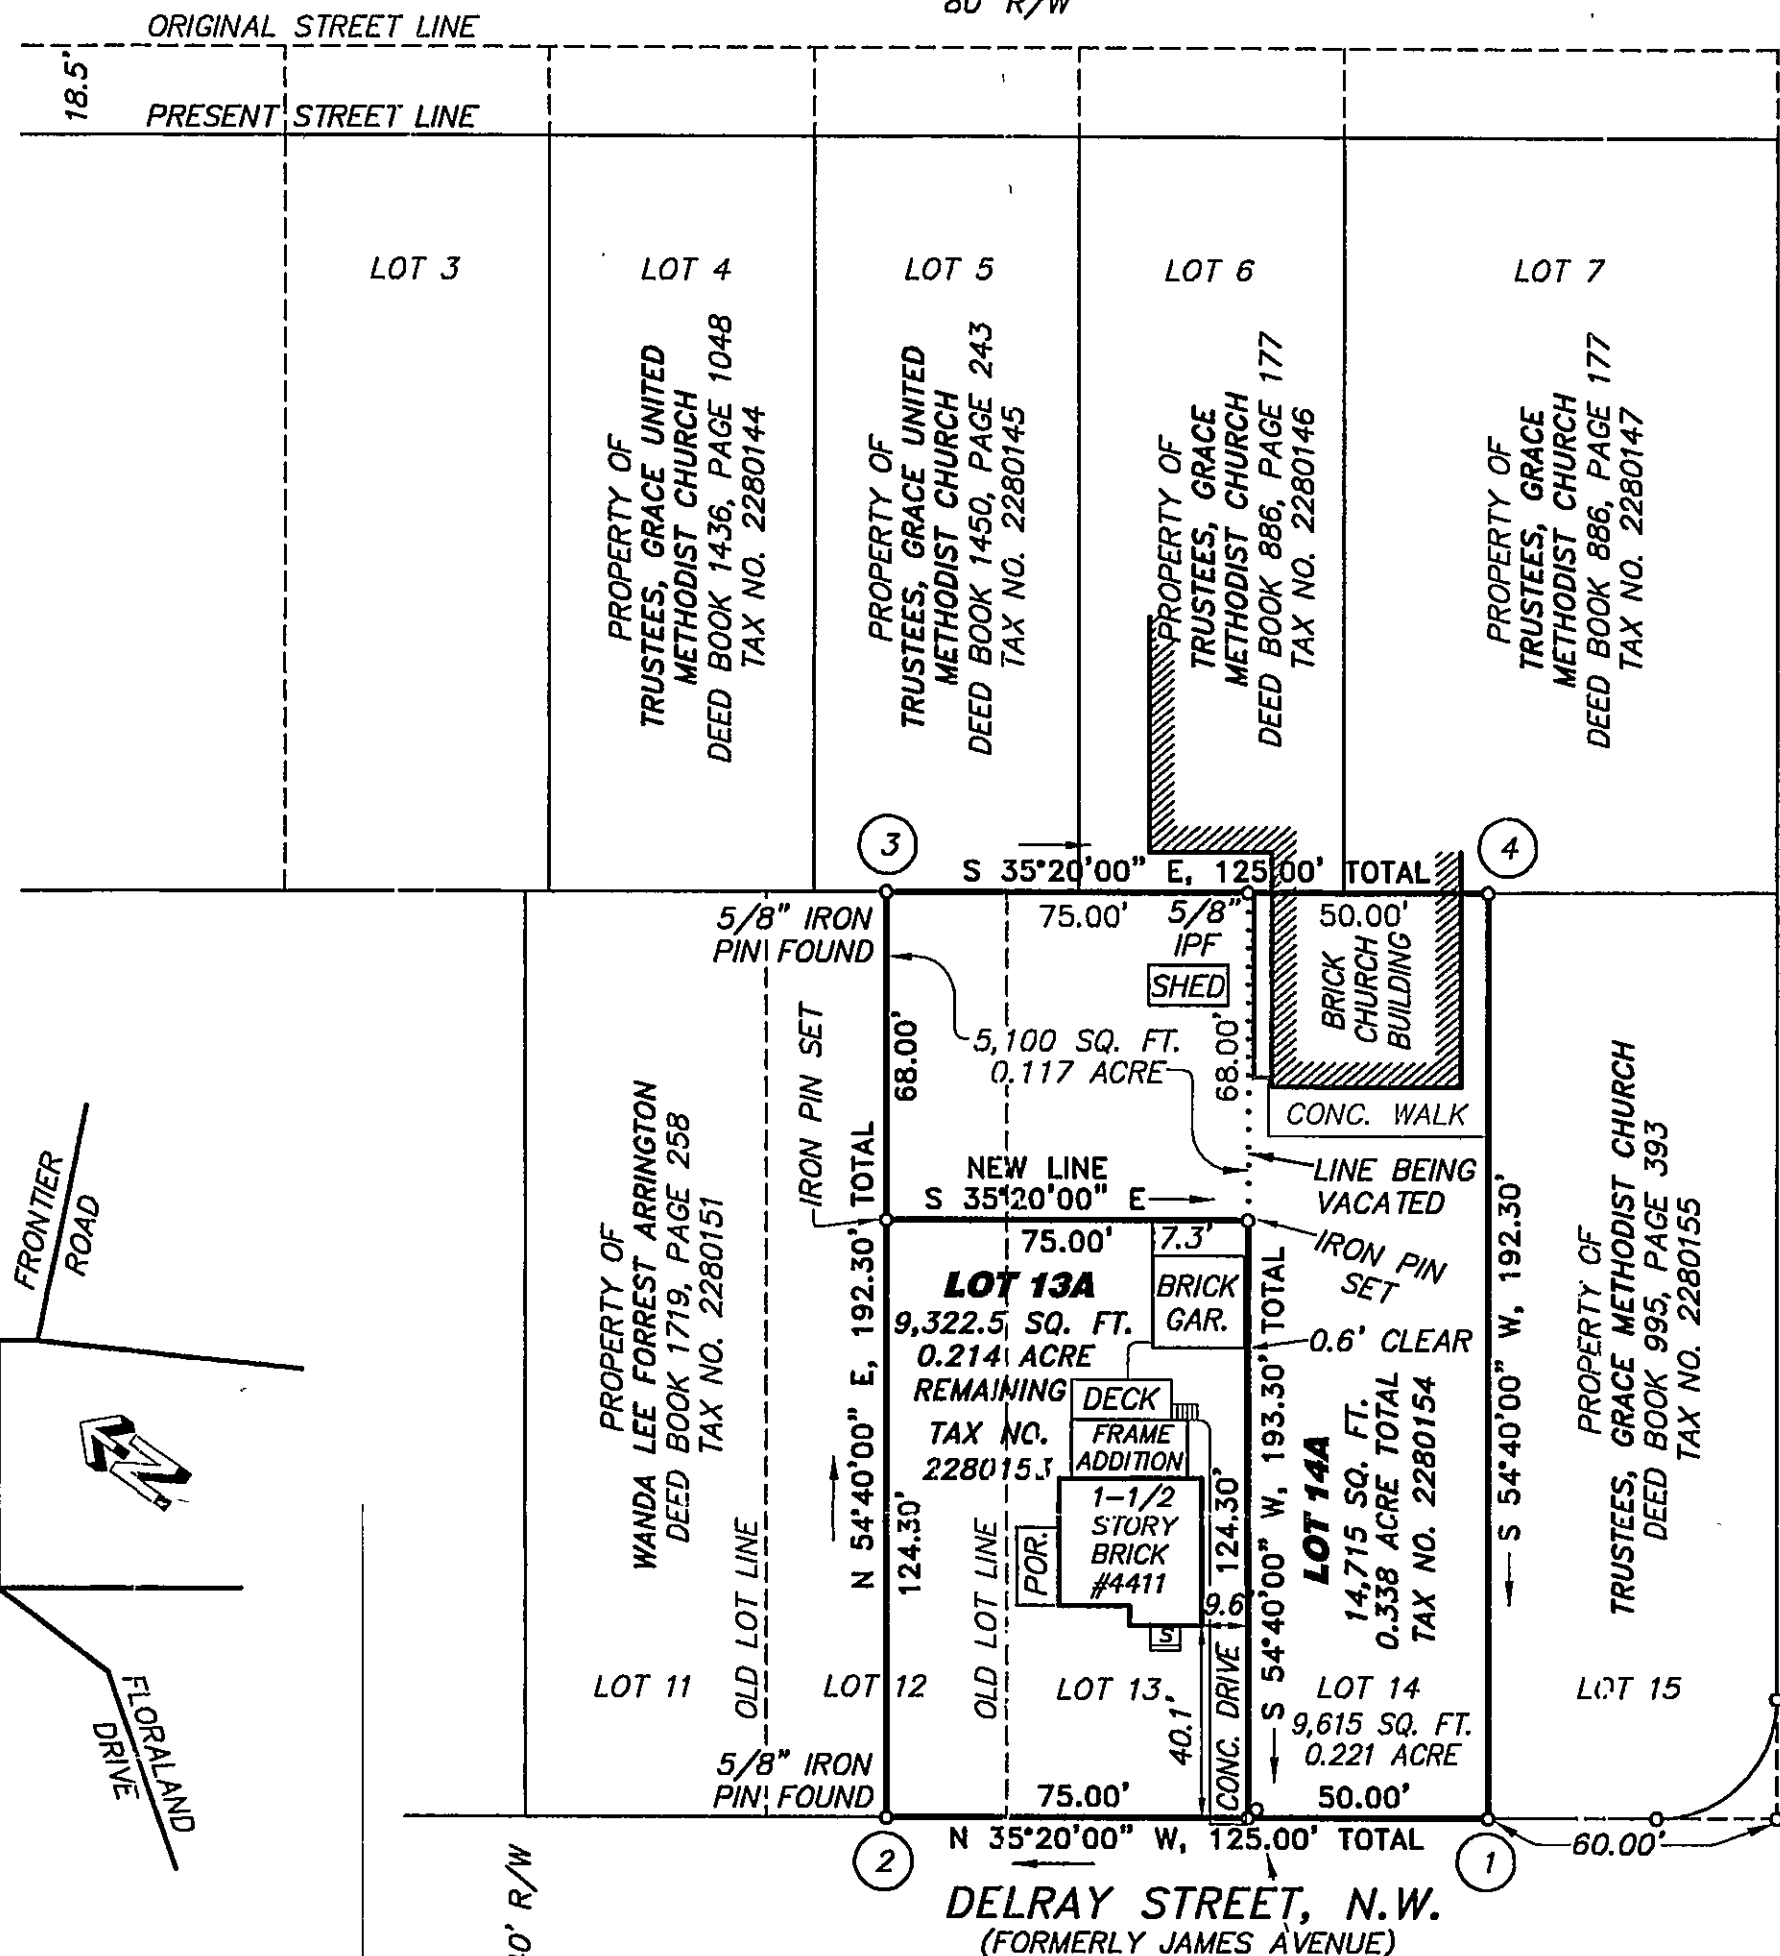 80' R/W
ORIGINAL STREET LINE
18.5'
PRESENT STREET LINE
LOT 3
LOT 4
LOT 5
LOT 6
LOT 7
PROPERTY OF
TRUSTEES, GRACE UNITED
METHODIST CHURCH
DEED BOOK 1436, PAGE 1048
TAX NO. 2280144
PROPERTY OF
TRUSTEES, GRACE UNITED
METHODIST CHURCH
DEED BOOK 1450, PAGE 243
TAX NO. 2280145
PROPERTY OF
TRUSTEES, GRACE
METHODIST CHURCH
DEED BOOK 886, PAGE 177
TAX NO. 2280146
PROPERTY OF
TRUSTEES, GRACE
METHODIST CHURCH
DEED BOOK 886, PAGE 177
TAX NO. 2280147
3
4
S 35°20'00" E, 125.00' TOTAL
5/8" IRON
PIN FOUND
75.00'
5/8"
IPF
50.00'
SHED
BRICK
CHURCH
BUILDING
IRON PIN SET
68.00'
5,100 SQ. FT.
0.117 ACRE
68.00'
CONC. WALK
NEW LINE
S 35°20'00" E
LINE BEING
VACATED
75.00'
7.3'
IRON PIN
SET
LOT 13A
9,322.5 SQ. FT.
0.214 ACRE
REMAINING
TAX NO.
2280153
BRICK
GAR.
0.6' CLEAR
DECK
FRAME
ADDITION
1-1/2
STORY
BRICK
#4411
POR.
S
9.6
40.1'
CONC. DRIVE
N 54°40'00" E, 192.30' TOTAL
124.30'
124.30'
S 54°40'00" W, 193.30' TOTAL
LOT 14A
14,715 SQ. FT.
0.338 ACRE TOTAL
TAX NO. 2280154
S 54°40'00" W, 192.30'
PROPERTY OF
WANDA LEE FORREST ARRINGTON
DEED BOOK 1719, PAGE 258
TAX NO. 2280151
PROPERTY OF
TRUSTEES, GRACE METHODIST CHURCH
DEED BOOK 995, PAGE 393
TAX NO. 2280155
FRONTIER
ROAD
N
FLORALAND
DRIVE
OLD LOT LINE
OLD LOT LINE
LOT 11
LOT 12
LOT 13
LOT 14
9,615 SQ. FT.
0.221 ACRE
LOT 15
5/8" IRON
PIN FOUND
75.00'
50.00'
60.00'
N 35°20'00" W, 125.00' TOTAL
2
1
DELRAY STREET, N.W.
(FORMERLY JAMES AVENUE)
0' R/W